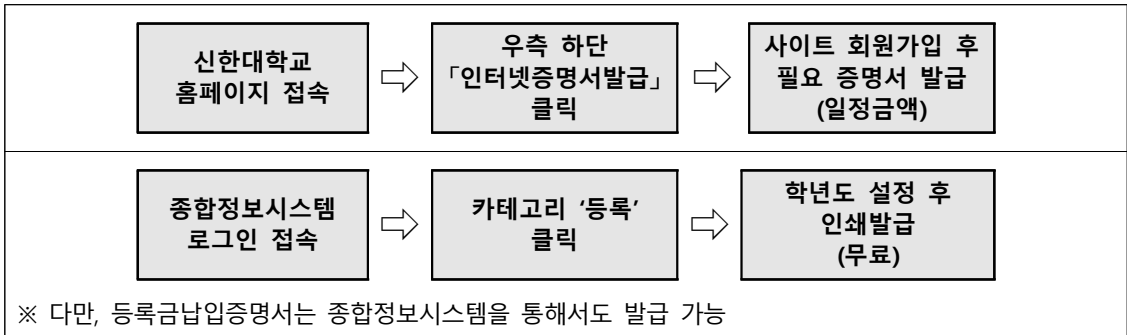 신한대학교
홈페이지 접속
우측 하단
「인터넷증명서발급」
클릭
사이트 회원가입 후
필요 증명서 발급
(일정금액)
종합정보시스템
로그인 접속
카테고리 ‘등록’
클릭
학년도 설정 후
인쇄발급
(무료)
※ 다만, 등록금납입증명서는 종합정보시스템을 통해서도 발급 가능